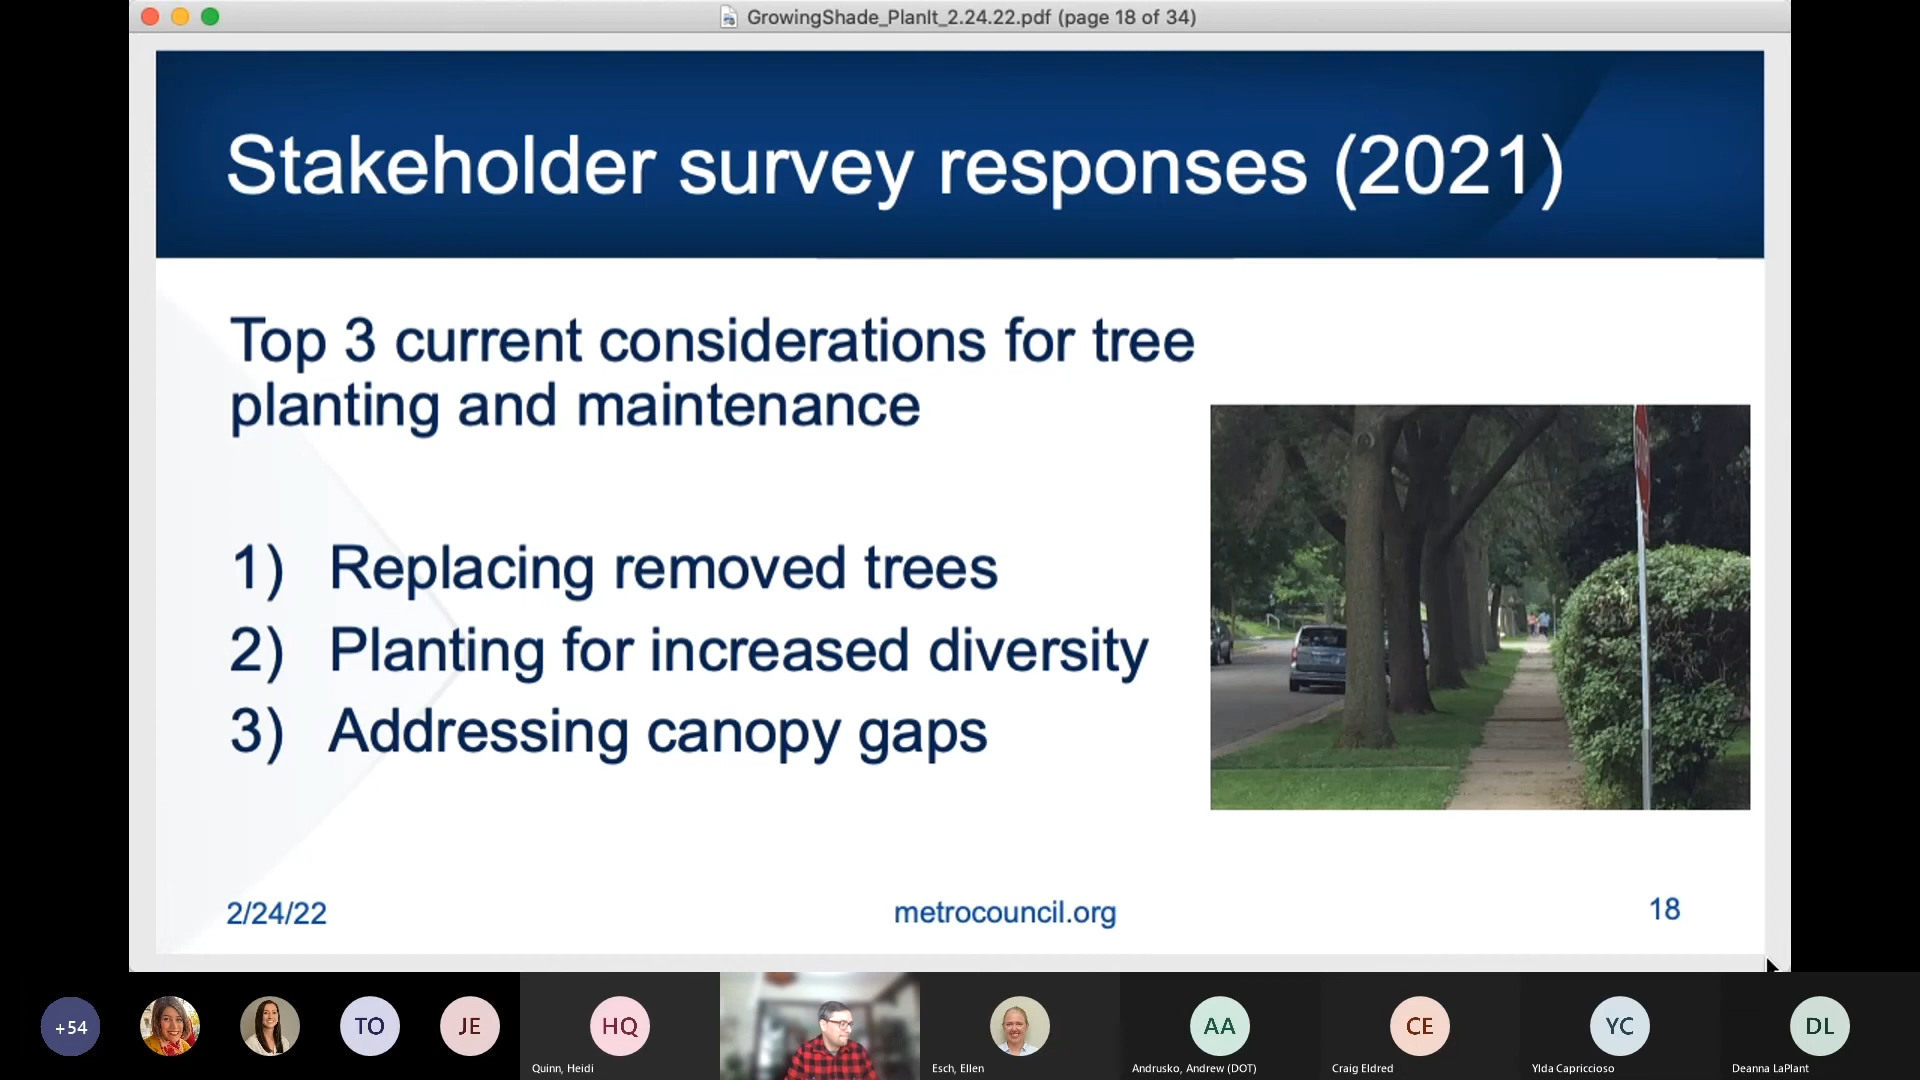 GrowingShade_PlanIt_2.24.22.pdf (page 18 of 34)
Stakeholder survey responses (2021)
Top 3 current considerations for tree
planting and maintenance
1) Replacing removed trees
2) Planting for increased diversity
3) Addressing canopy gaps
2/24/22
metrocouncil.org
18
+54
TO
JE
HQ
AA
CE
YC
DL
Quinn, Heidi
Esch, Ellen
Andrusko, Andrew (DOT)
Craig Eldred
Ylda Capriccioso
Deanna LaPlant